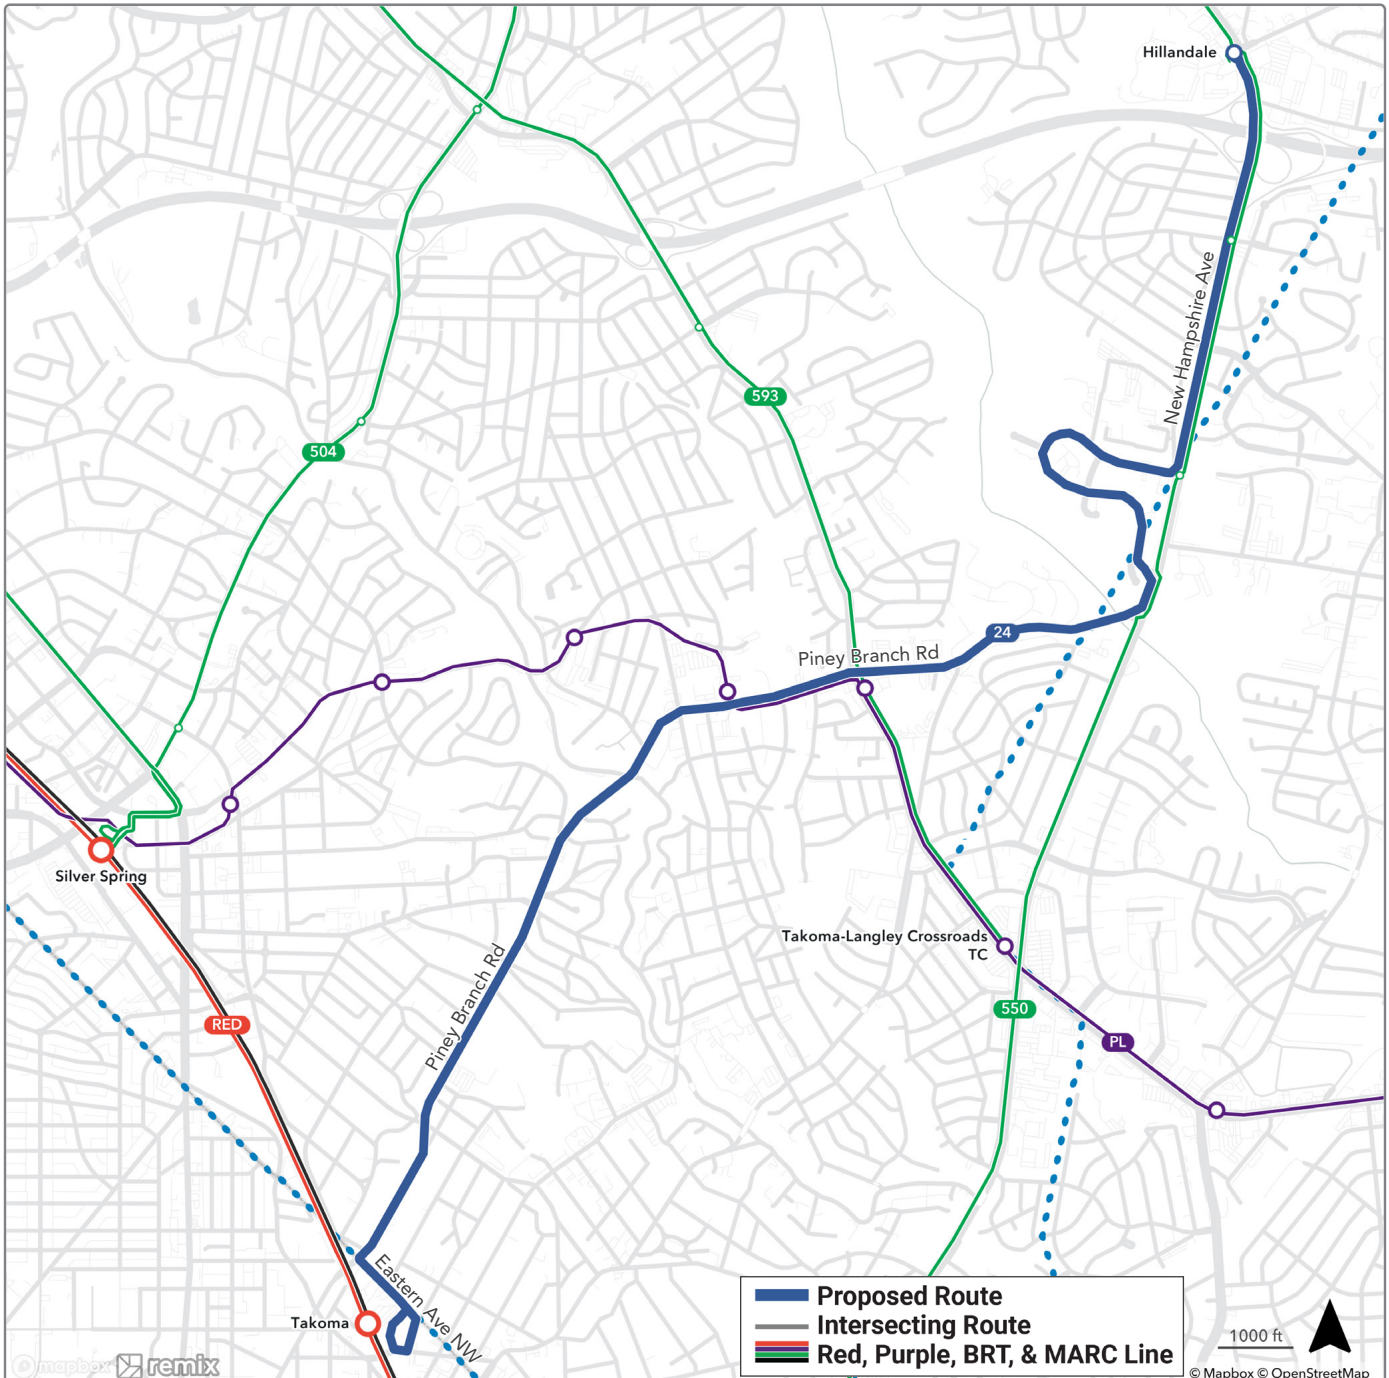 Hillandale
New Hampshire Ave
593
504
24
Piney Branch Rd
Silver Spring
Takoma-Langley Crossroads
TC
Piney Branch Rd
550
RED
PL
Eastern Ave NW
Takoma
Proposed Route
Intersecting Route
Red, Purple, BRT, & MARC Line
1000 ft
mapbox remix
© Mapbox © OpenStreetMap